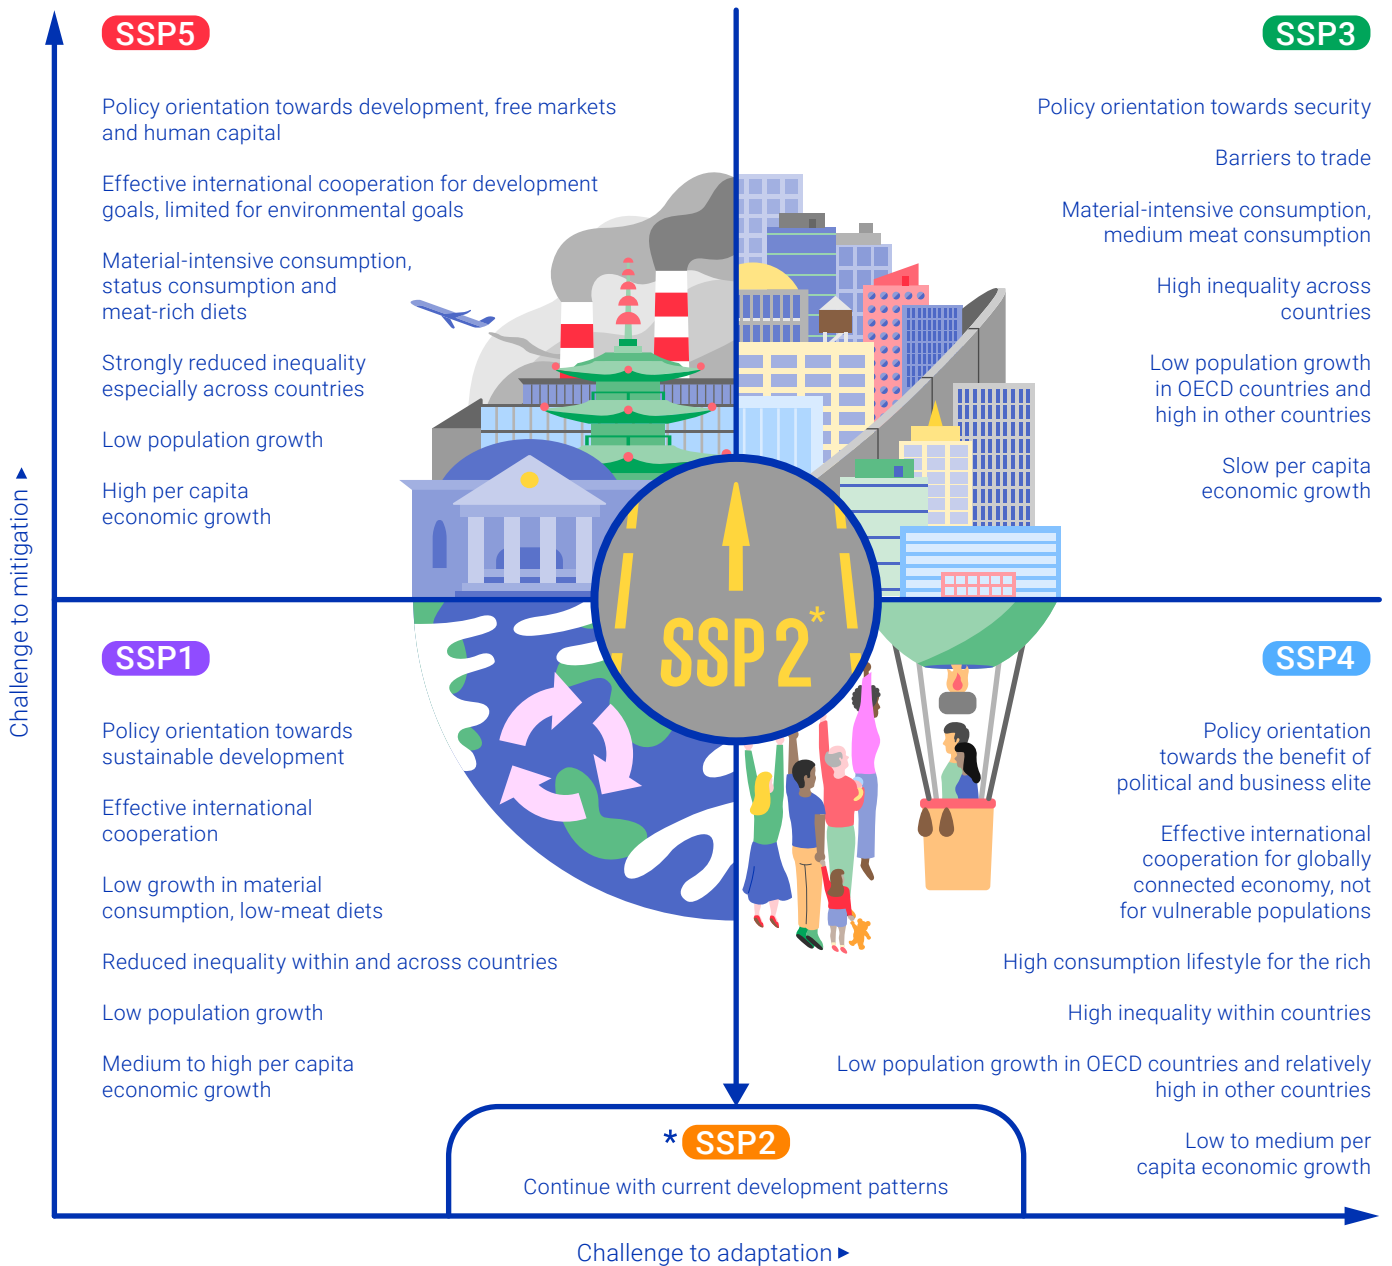 SSP5
Policy orientation towards development, free markets
and human capital
Effective international cooperation for development
goals, limited for environmental goals
Material-intensive consumption,
status consumption and
meat-rich diets
Strongly reduced inequality
especially across countries
Low population growth
High per capita
economic growth
SSP3
Policy orientation towards security
Barriers to trade
Material-intensive consumption,
medium meat consumption
High inequality across
countries
Low population growth
in OECD countries and
high in other countries
Slow per capita
economic growth
Challenge to mitigation ▸
SSP 2*
SSP1
Policy orientation towards
sustainable development
Effective international
cooperation
Low growth in material
consumption, low-meat diets
Reduced inequality within and across countries
Low population growth
Medium to high per capita
economic growth
SSP4
Policy orientation
towards the benefit of
political and business elite
Effective international
cooperation for globally
connected economy, not
for vulnerable populations
High consumption lifestyle for the rich
High inequality within countries
Low population growth in OECD countries and relatively
high in other countries
Low to medium per
capita economic growth
* SSP2
Continue with current development patterns
Challenge to adaptation ▸